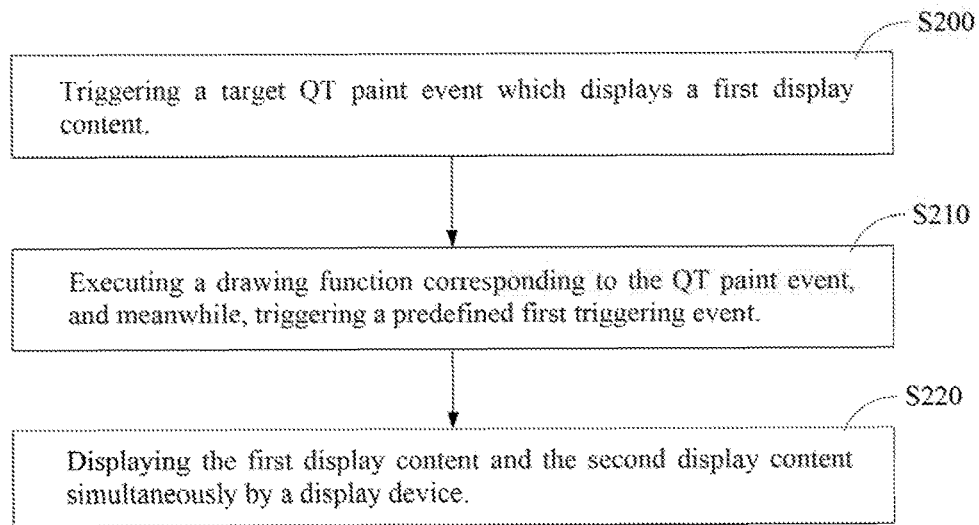 S200
Triggering a target QT paint event which displays a first display
content.
S210
Executing a drawing function corresponding to the QT paint event,
and meanwhile, triggering a predefined first triggering event.
S220
Displaying the first display content and the second display content
simultaneously by a display device.